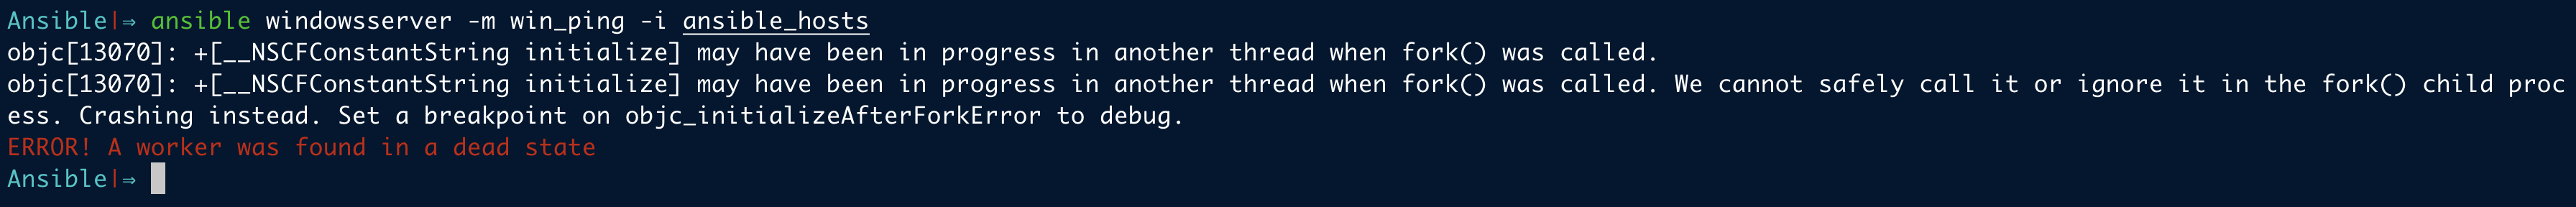 Ansible|⇒ ansible windowsserver -m win_ping -i ansible_hosts
objc[13070]: +[__NSCFConstantString initialize] may have been in progress in another thread when fork() was called.
objc[13070]: +[__NSCFConstantString initialize] may have been in progress in another thread when fork() was called. We cannot safely call it or ignore it in the fork() child proc
ess. Crashing instead. Set a breakpoint on objc_initializeAfterForkError to debug.
ERROR! A worker was found in a dead state
Ansible|⇒